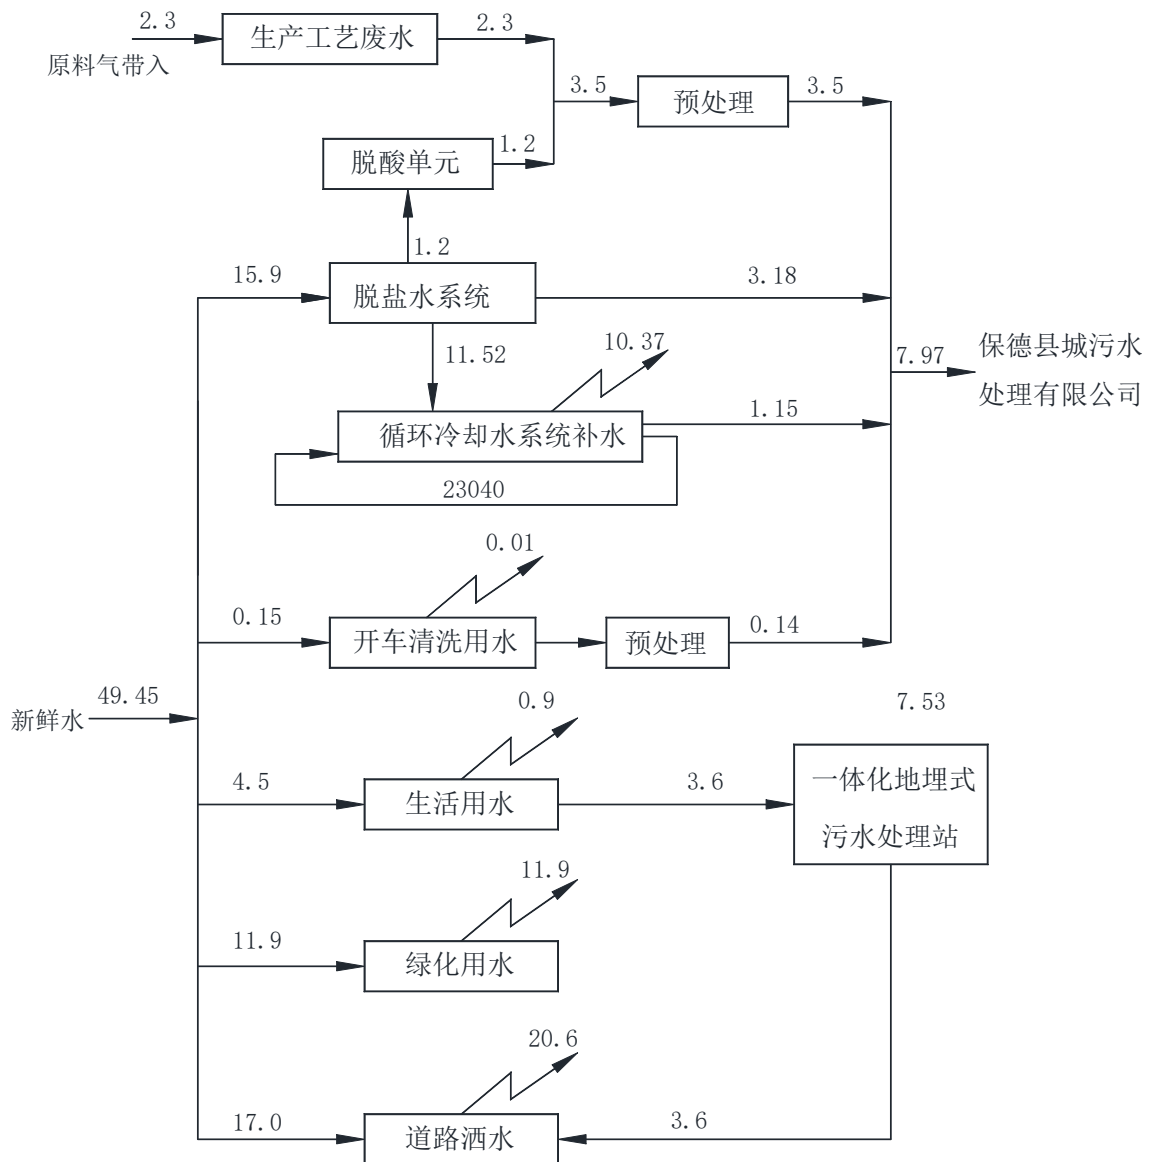 2.3
原料气带入
生产工艺废水
2.3
3.5
预处理
3.5
脱酸单元
1.2
1.2
15.9
脱盐水系统
3.18
11.52
10.37
7.97
保德县城污水
处理有限公司
循环冷却水系统补水
1.15
23040
0.01
0.15
开车清洗用水
预处理
0.14
新鲜水
49.45
0.9
7.53
4.5
生活用水
3.6
一体化地埋式
污水处理站
11.9
11.9
绿化用水
20.6
17.0
道路洒水
3.6